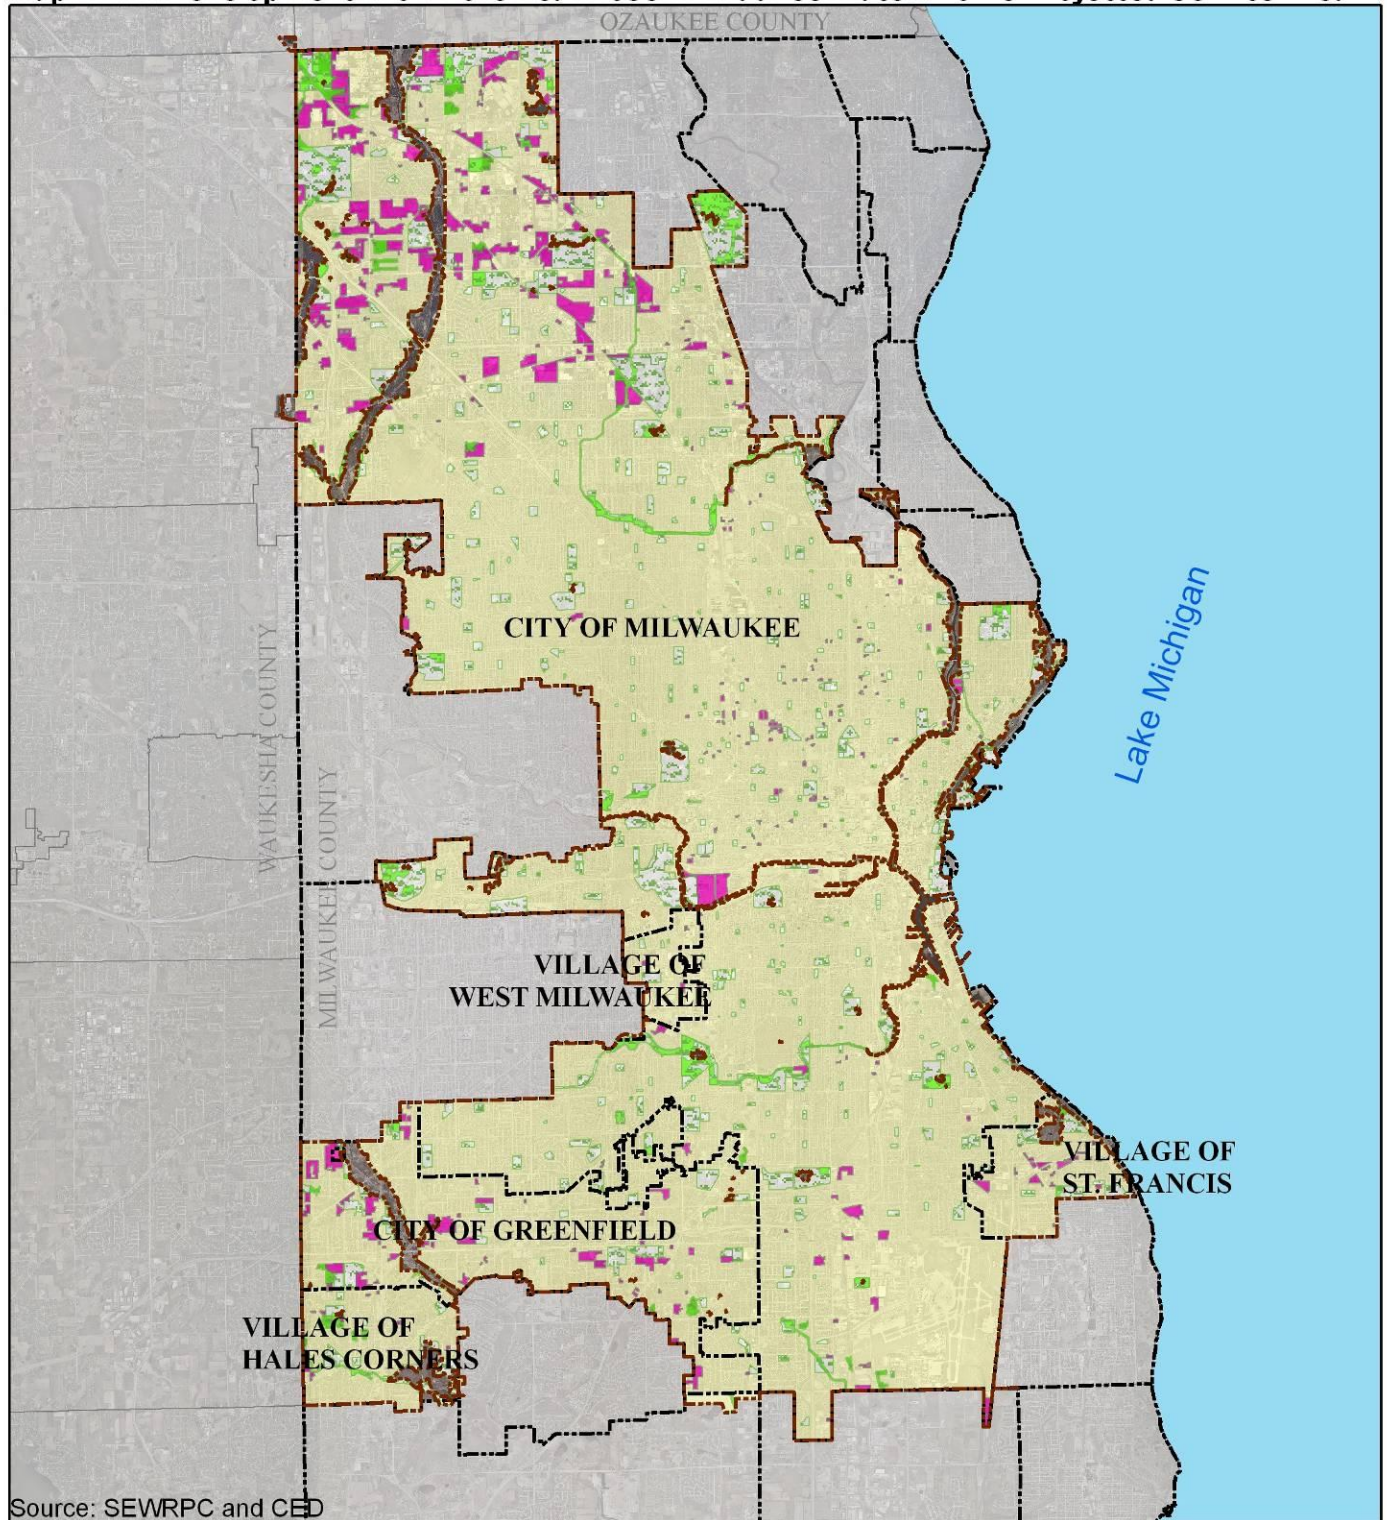 OZAUKEE COUNTY
CITY OF MILWAUKEE
Lake Michigan
WAUKESHA COUNTY
MILWAUKEE COUNTY
VILLAGE OF
WEST MILWAUKEE
VILLAGE OF
ST. FRANCIS
CITY OF GREENFIELD
VILLAGE OF
HALES CORNERS
Source: SEWRPC and CED